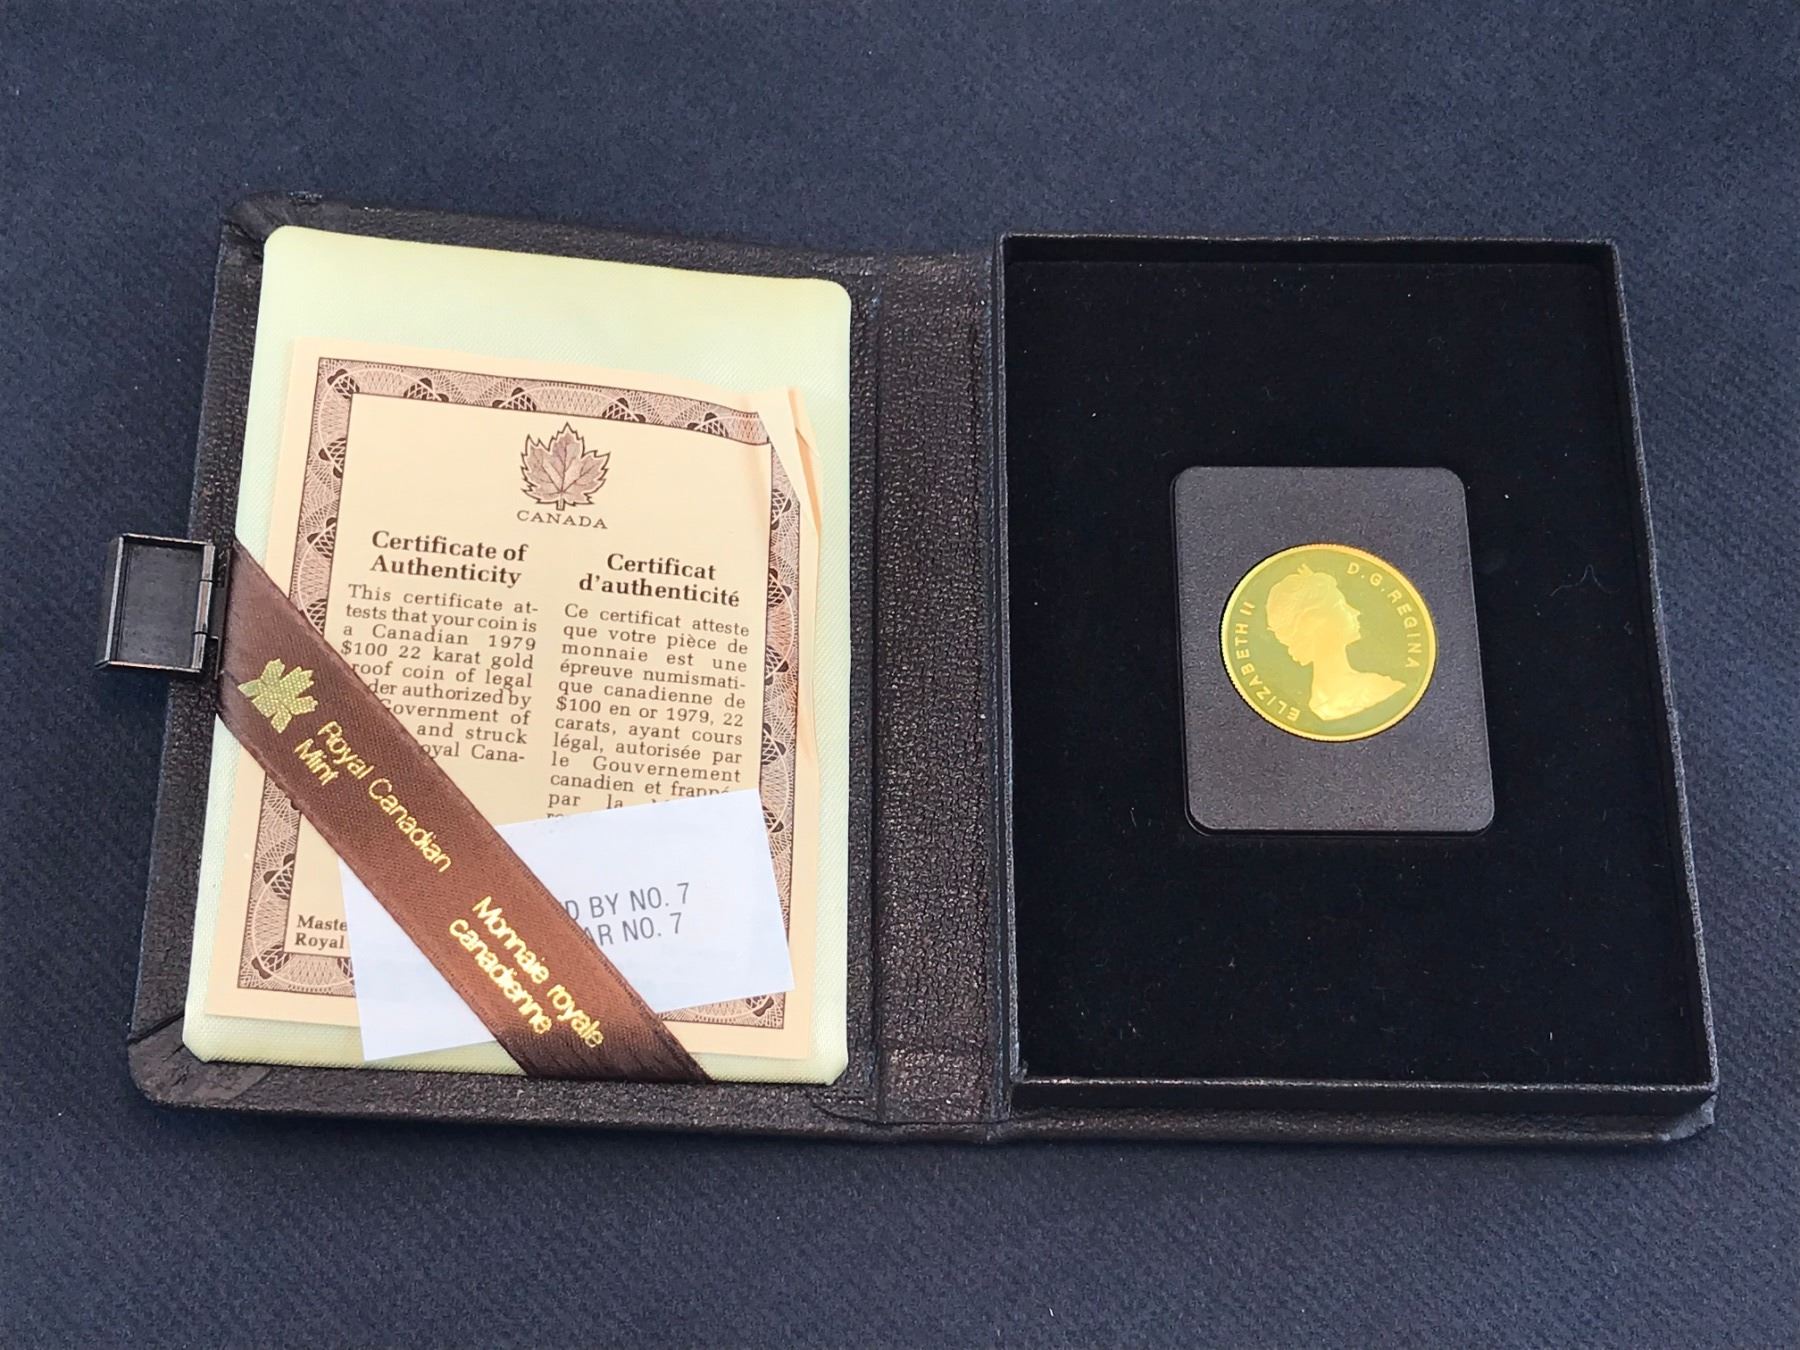 CANADA
Certificate of
Authenticity
This certificate at-
tests that your coin is
a Canadian 1979
$100 22 karat gold
roof coin of legal
der authorized by
Government of
and struck
oyal Cana-
Certificat
d'authenticité
Ce certificat atteste
que votre pièce de
monnaie est une
épreuve numismati-
que canadienne de
$100 en or 1979, 22
carats, ayant cours
légal, autorisée par
le Gouvernement
canadien et frappé
par la
Maste
Royal
Royal Canadian
Mint
Monnaie royale
canadienne
D BY NO. 7
AR NO. 7
ELIZABETH II D.G.REGINA